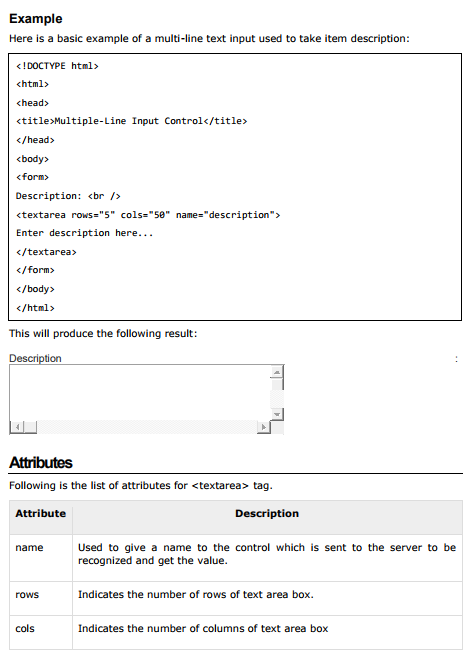 Example
Here is a basic example of a multi-line text input used to take item description:
<!DOCTYPE html>
<html>
<head>
<title>Multiple-Line Input Control</title>
</head>
<body>
<form>
Description: <br />
<textarea rows="5" cols="50" name="description">
Enter description here...
</textarea>
</form>
</body>
</html>
This will produce the following result:
Description :
Attributes
Following is the list of attributes for <textarea> tag.
Attribute Description
name Used to give a name to the control which is sent to the server to be
recognized and get the value.
rows Indicates the number of rows of text area box.
cols Indicates the number of columns of text area box